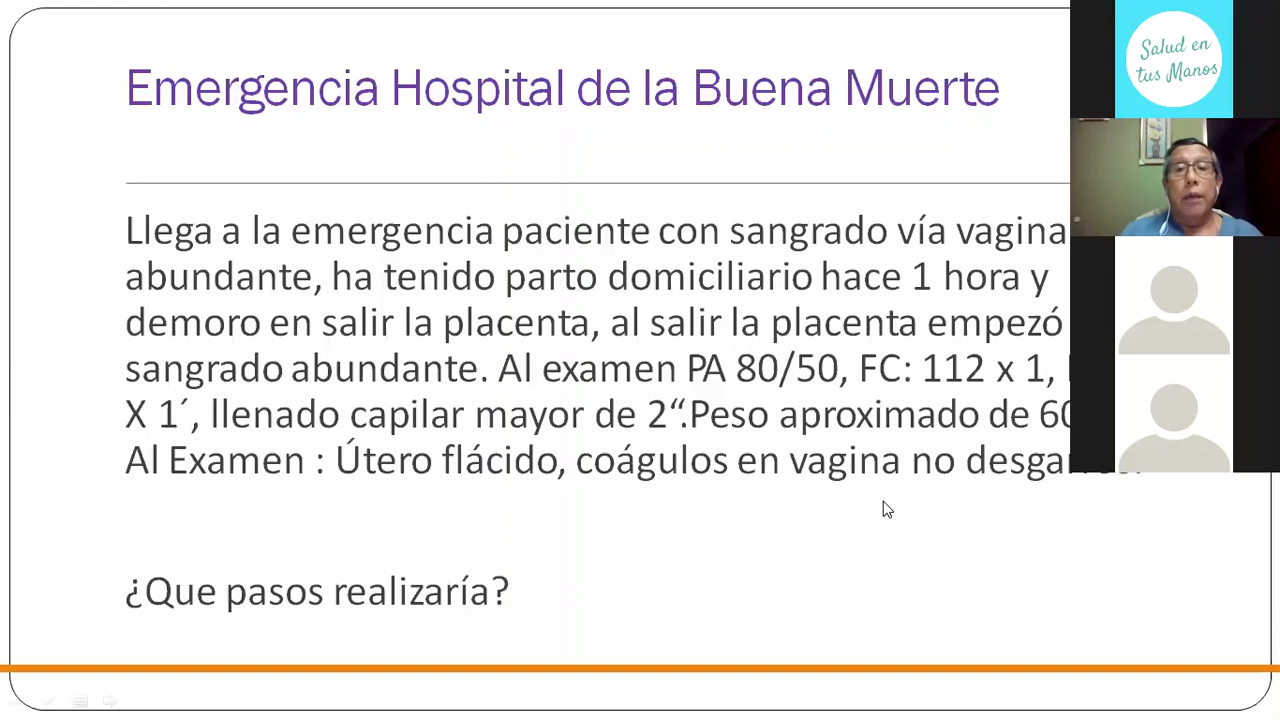 Emergencia Hospital de la Buena Muerte
Salud en
tus Manos
Llega a la emergencia paciente con sangrado vía vagina
abundante, ha tenido parto domiciliario hace 1 hora y
demoro en salir la placenta, al salir la placenta empezó
sangrado abundante. Al examen PA 80/50, FC: 112 x 1,
X 1´, llenado capilar mayor de 2“.Peso aproximado de 60
Al Examen : Útero flácido, coágulos en vagina no
¿Que pasos realizaría?